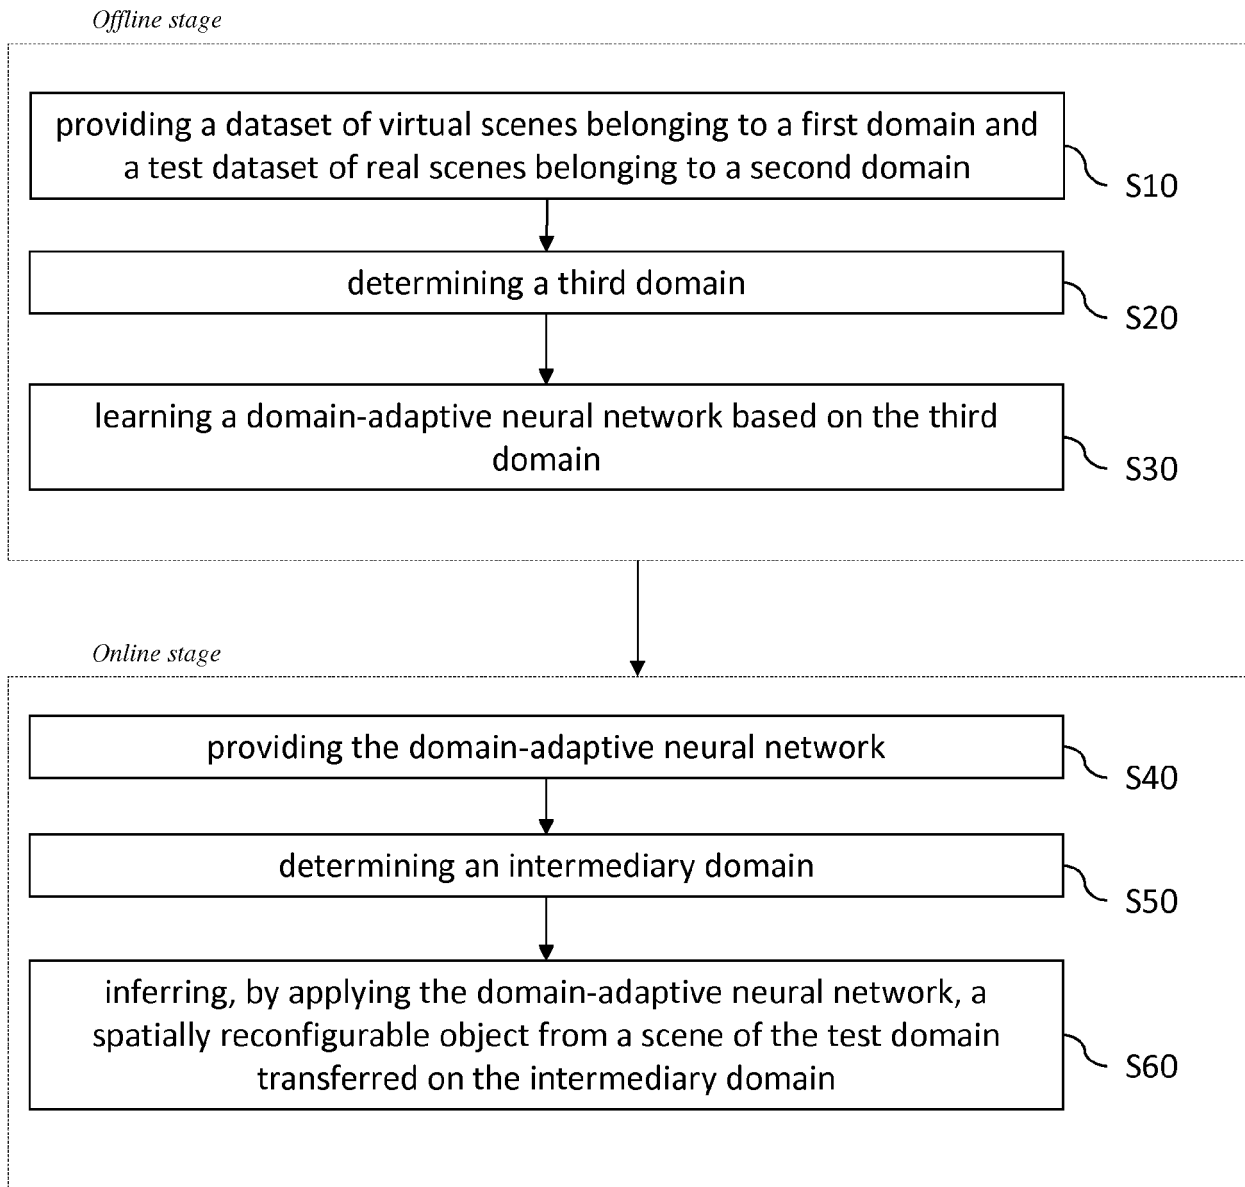 Offline stage
providing a dataset of virtual scenes belonging to a first domain and
a test dataset of real scenes belonging to a second domain
S10
determining a third domain
S20
learning a domain-adaptive neural network based on the third
domain
S30
Online stage
providing the domain-adaptive neural network
S40
determining an intermediary domain
S50
inferring, by applying the domain-adaptive neural network, a
spatially reconfigurable object from a scene of the test domain
transferred on the intermediary domain
S60